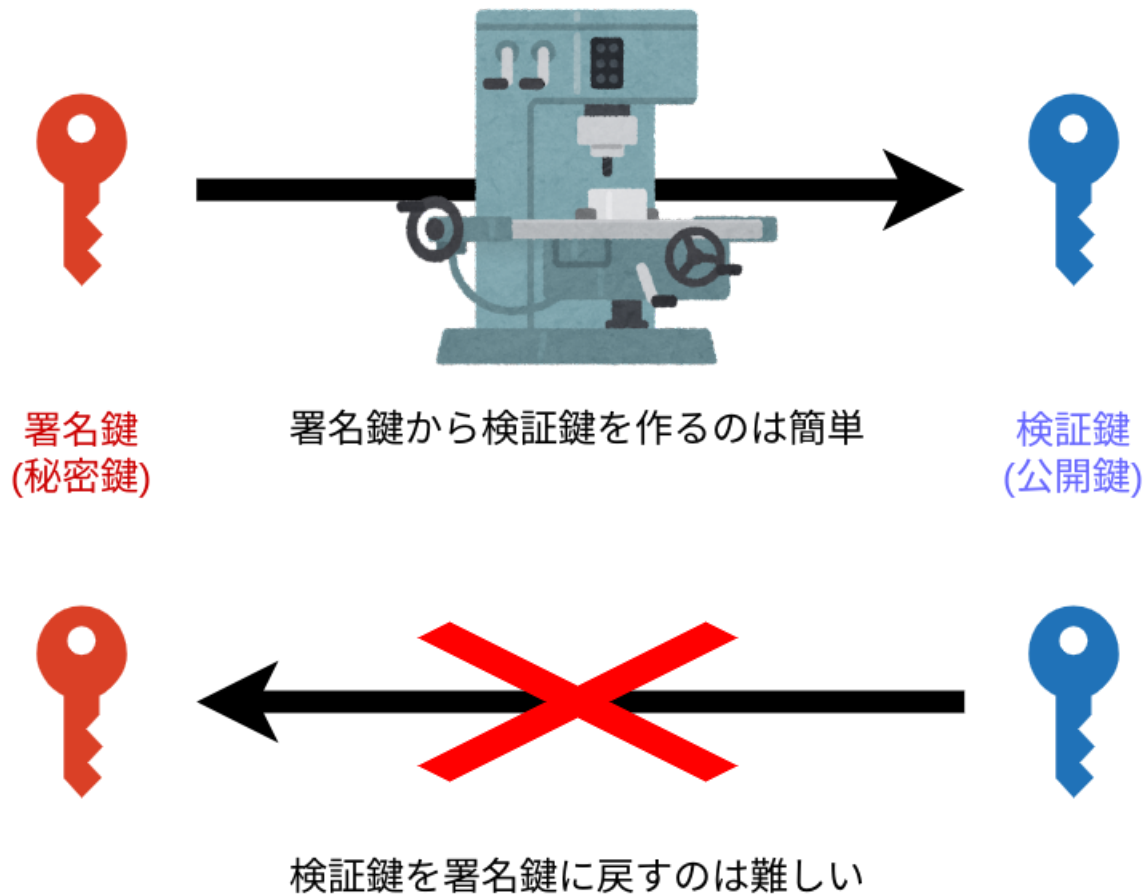 署名鍵
(秘密鍵)
署名鍵から検証鍵を作るのは簡単
検証鍵
(公開鍵)
検証鍵を署名鍵に戻すのは難しい